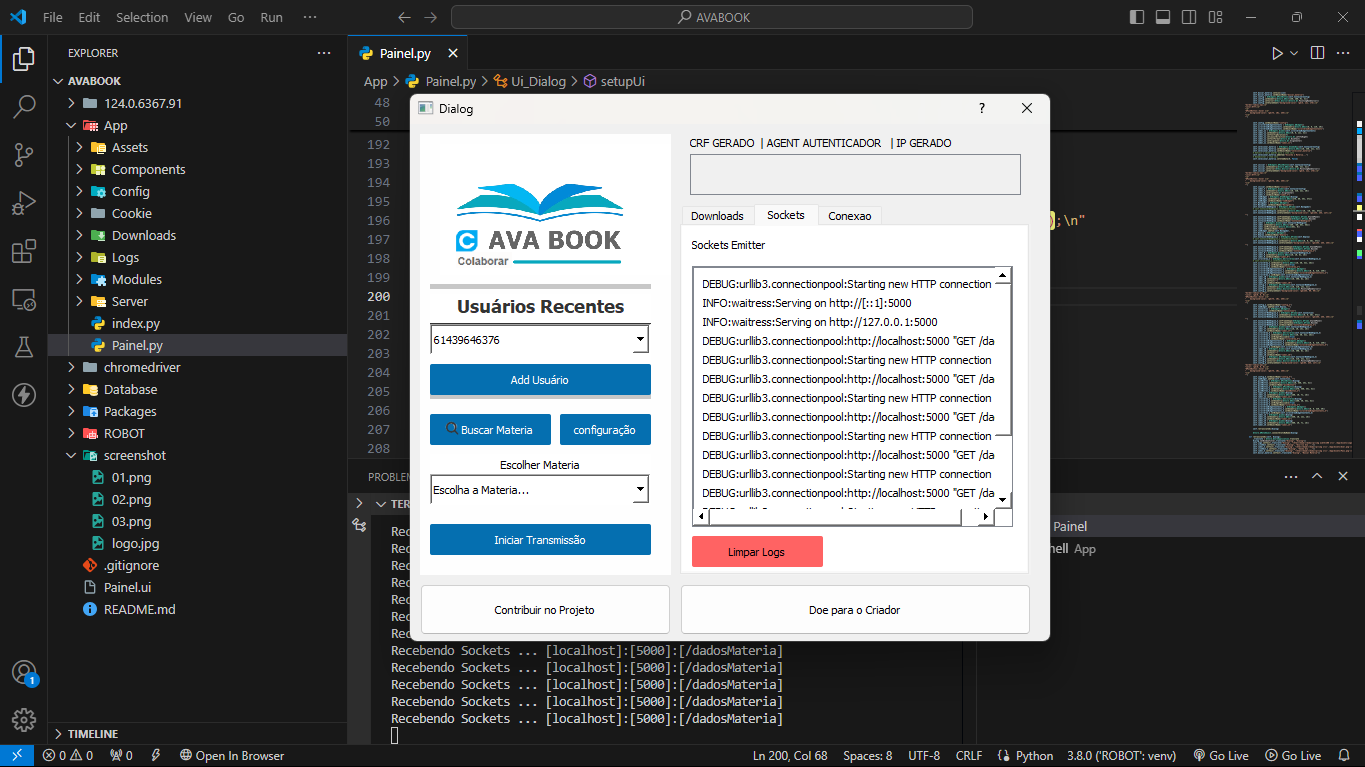 File Edit Selection View Go Run ··· AVABOOK
EXPLORER ···
AVABOOK
124.0.6367.91
App
Assets
Components
Config
Cookie
Downloads
Logs
Modules
Server
index.py
Painel.py
chromedriver
Database
Packages
ROBOT
screenshot
01.png
02.png
03.png
logo.jpg
.gitignore
Painel.ui
README.md
TIMELINE
Painel.py
App > Painel.py > Ui_Dialog > setupUi
48
50
192
193
194
195
196
197
198
199
200
201
202
203
204
205
206
207
208
;\n"
Dialog
AVA BOOK
Colaborar
Usuários Recentes
61439646376
Add Usuário
Buscar Materia configuração
Escolher Materia
Escolha a Materia...
Iniciar Transmissão
Contribuir no Projeto
CRF GERADO | AGENT AUTENTICADOR | IP GERADO
Downloads Sockets Conexao
Sockets Emitter
DEBUG:urllib3.connectionpool:Starting new HTTP connection
INFO:waitress:Serving on http://[::1]:5000
INFO:waitress:Serving on http://127.0.0.1:5000
DEBUG:urllib3.connectionpool:http://localhost:5000 "GET /da
DEBUG:urllib3.connectionpool:Starting new HTTP connection
DEBUG:urllib3.connectionpool:http://localhost:5000 "GET /da
DEBUG:urllib3.connectionpool:Starting new HTTP connection
DEBUG:urllib3.connectionpool:http://localhost:5000 "GET /da
DEBUG:urllib3.connectionpool:Starting new HTTP connection
DEBUG:urllib3.connectionpool:http://localhost:5000 "GET /da
DEBUG:urllib3.connectionpool:Starting new HTTP connection
DEBUG:urllib3.connectionpool:http://localhost:5000 "GET /da
Limpar Logs
Doe para o Criador
PROBLEM
TER
Rec
Rec
Rec
Rec
Rec
Rec
Rec
Recebendo Sockets ... [localhost]:[5000]:[/dadosMateria]
Recebendo Sockets ... [localhost]:[5000]:[/dadosMateria]
Recebendo Sockets ... [localhost]:[5000]:[/dadosMateria]
Recebendo Sockets ... [localhost]:[5000]:[/dadosMateria]
Recebendo Sockets ... [localhost]:[5000]:[/dadosMateria]
Painel
ell App
1
0 0 0 Open In Browser Ln 200, Col 68 Spaces: 8 UTF-8 CRLF Python 3.8.0 ('ROBOT': venv) Go Live Go Live